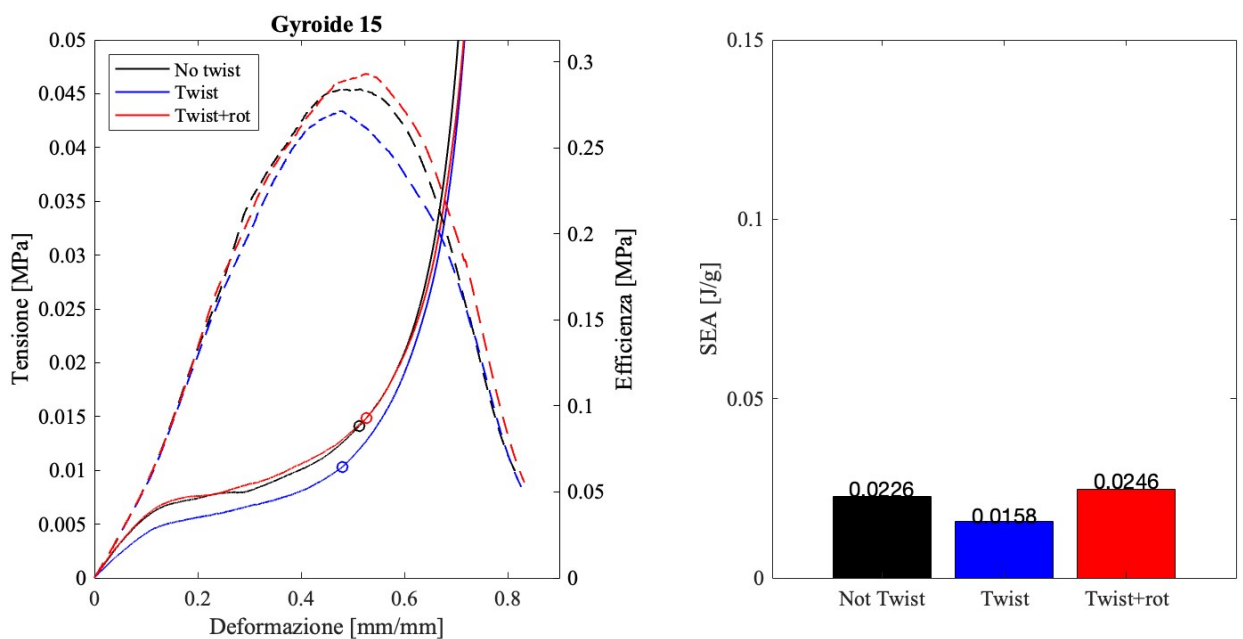 Gyroide 15
0.05
0.045
0.04
0.035
0.03
0.025
0.02
0.015
0.01
0.005
0
Tensione [MPa]
No twist
Twist
Twist+rot
0.3
0.25
0.2
0.15
0.1
0.05
0
Efficienza [MPa]
0 0.2 0.4 0.6 0.8
Deformazione [mm/mm]
0.15
0.1
0.05
0
SEA [J/g]
0.0226 0.0158 0.0246
Not Twist Twist Twist+rot